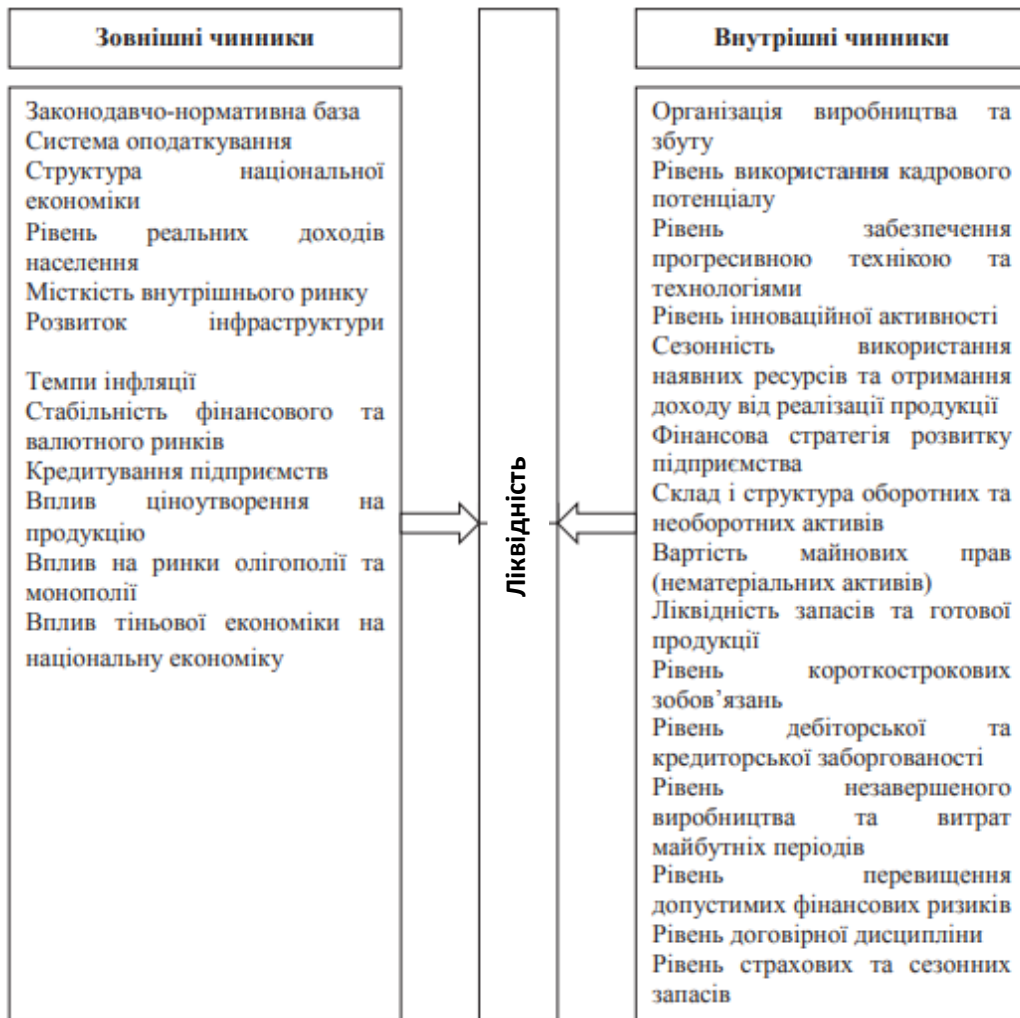 Зовнішні чинники
Законодавчо-нормативна база
Система оподаткування
Структура національної
економіки
Рівень реальних доходів
населення
Місткість внутрішнього ринку
Розвиток інфраструктури
Темпи інфляції
Стабільність фінансового та
валютного ринків
Кредитування підприємств
Вплив ціноутворення на
продукцію
Вплив на ринки олігополії та
монополії
Вплив тіньової економіки на
національну економіку
Ліквідність
Внутрішні чинники
Організація виробництва та
збуту
Рівень використання кадрового
потенціалу
Рівень забезпечення
прогресивною технікою та
технологіями
Рівень інноваційної активності
Сезонність використання
наявних ресурсів та отримання
доходу від реалізації продукції
Фінансова стратегія розвитку
підприємства
Склад і структура оборотних та
необоротних активів
Вартість майнових прав
(нематеріальних активів)
Ліквідність запасів та готової
продукції
Рівень короткострокових
зобов’язань
Рівень дебіторської та
кредиторської заборгованості
Рівень незавершеного
виробництва та витрат
майбутніх періодів
Рівень перевищення
допустимих фінансових ризиків
Рівень договірної дисципліни
Рівень страхових та сезонних
запасів